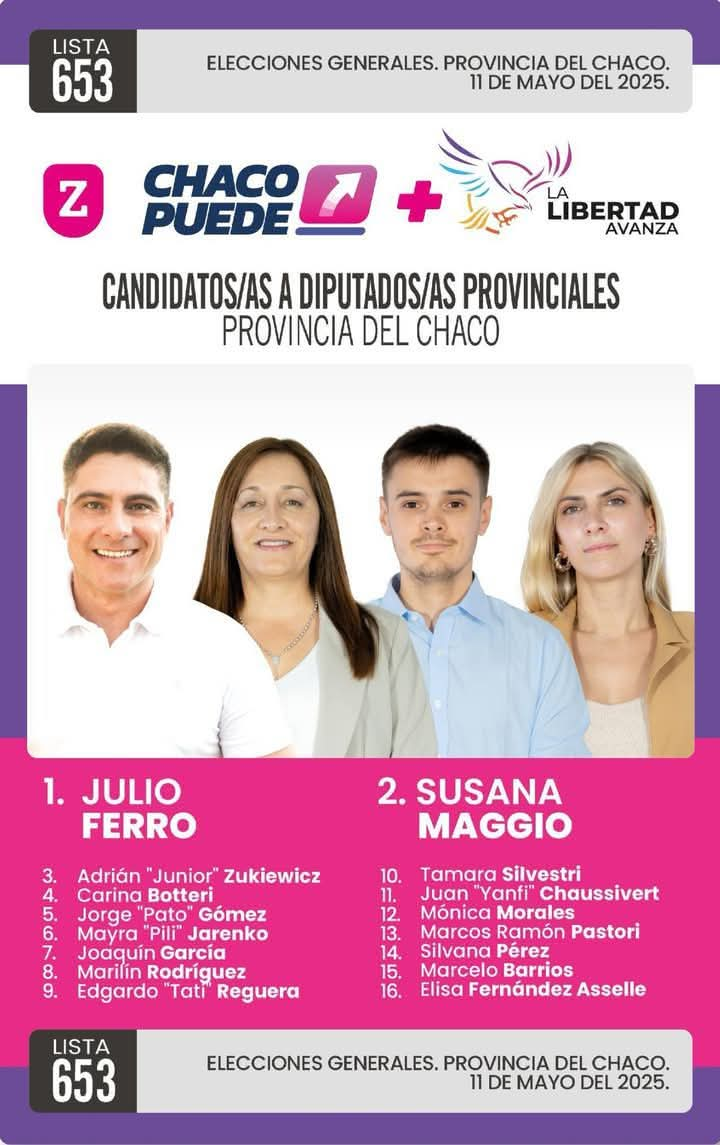 LISTA
653
ELECCIONES GENERALES. PROVINCIA DEL CHACO.
11 DE MAYO DEL 2025.
Z
CHACO
PUEDE
+
LA
LIBERTAD
AVANZA
CANDIDATOS/AS A DIPUTADOS/AS PROVINCIALES
PROVINCIA DEL CHACO
1. JULIO
FERRO
3. Adrián "Junior" Zukiewicz
4. Carina Botteri
5. Jorge "Pato" Gómez
6. Mayra "Pili" Jarenko
7. Joaquín García
8. Marilín Rodríguez
9. Edgardo "Tati" Reguera
2. SUSANA
MAGGIO
10. Tamara Silvestri
11. Juan "Yanfi" Chaussivert
12. Mónica Morales
13. Marcos Ramón Pastori
14. Silvana Pérez
15. Marcelo Barrios
16. Elisa Fernández Asselle
LISTA
653
ELECCIONES GENERALES. PROVINCIA DEL CHACO.
11 DE MAYO DEL 2025.